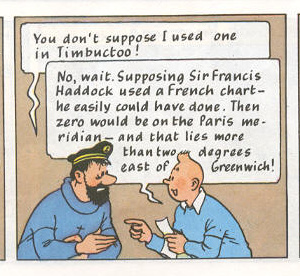 You don't suppose I used one
in Timbuctoo!
No, wait. Supposing Sir Francis
Haddock used a French chart—
he easily could have done. Then
zero would be on the Paris me-
ridian— and that lies more
than two degrees
east of Greenwich!